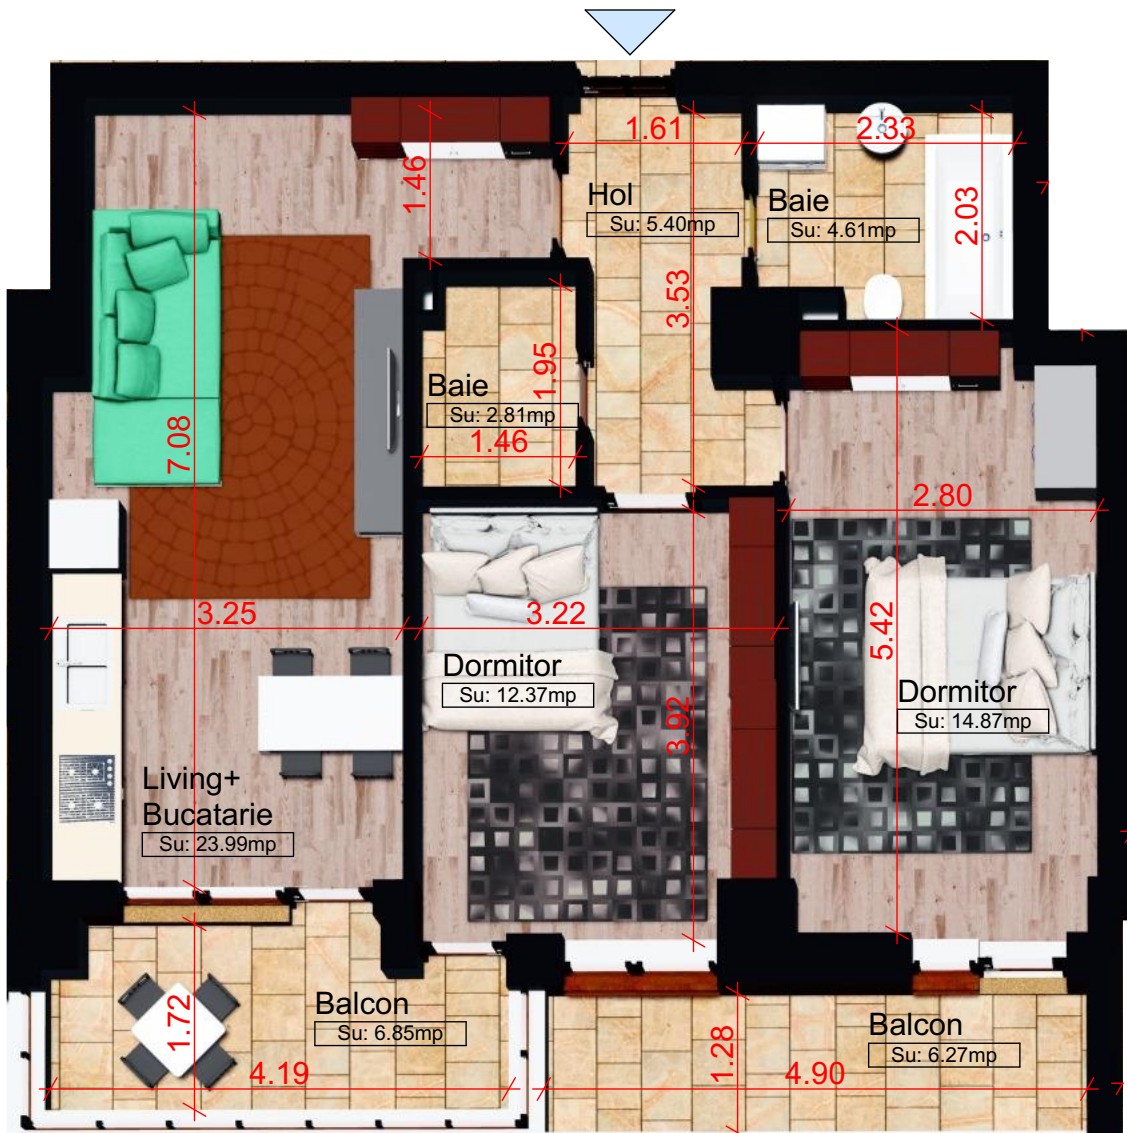 1.61
2.33
1.46
Hol
Su: 5.40mp
Baie
Su: 4.61mp
2.03
3.53
1.95
Baie
Su: 2.81mp
1.46
7.08
2.80
3.25
3.22
5.42
Dormitor
Su: 12.37mp
Dormitor
Su: 14.87mp
3.92
Living+
Bucatarie
Su: 23.99mp
Balcon
Su: 6.85mp
1.72
4.19
Balcon
Su: 6.27mp
1.28
4.90